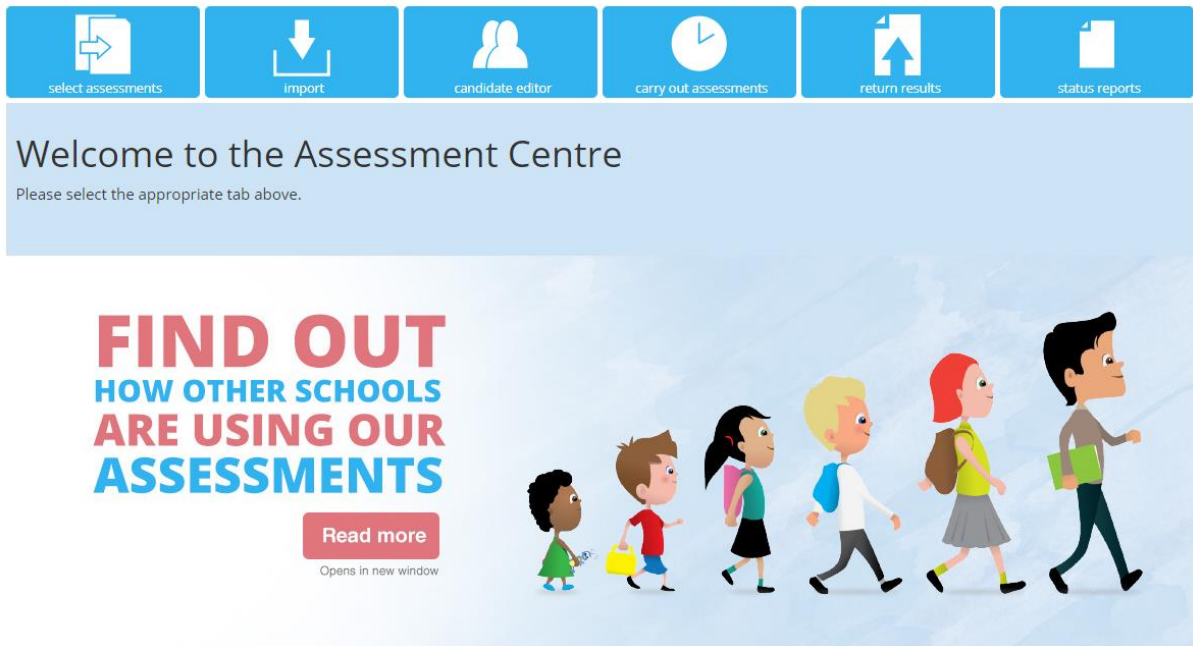 select assessments
import
candidate editor
carry out assessments
return results
status reports
Welcome to the Assessment Centre
Please select the appropriate tab above.
FIND OUT
HOW OTHER SCHOOLS
ARE USING OUR
ASSESSMENTS
Read more
Opens in new window